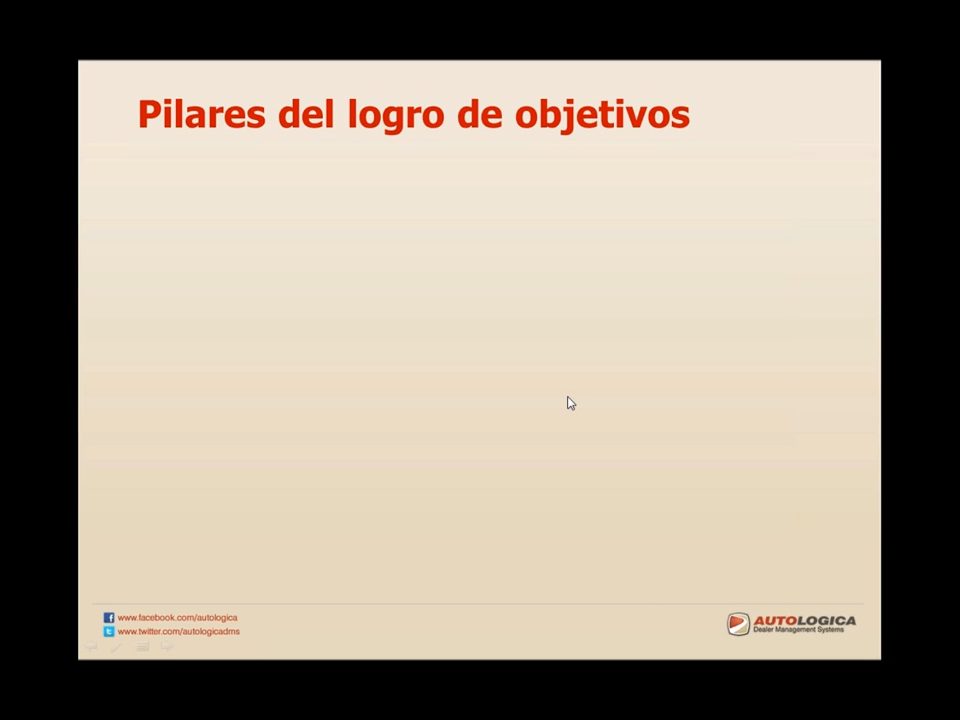 Pilares del logro de objetivos
www.facebook.com/autologica
www.twitter.com/autologicadms
AUTOLOGICA
Dealer Management Systems